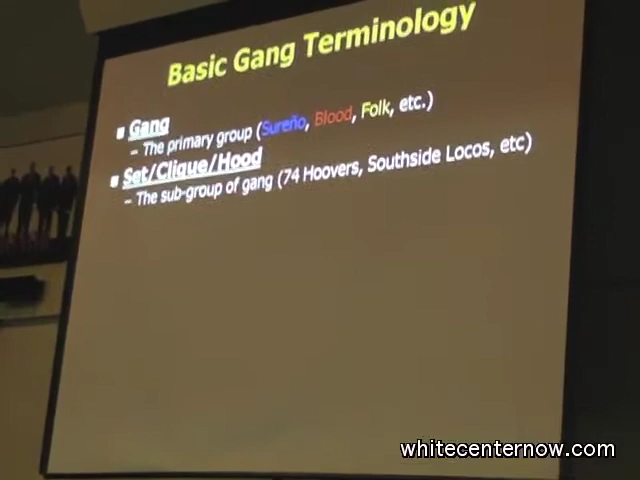 Basic Gang Terminology
■ Gang
– The primary group (Sureño, Blood, Folk, etc.)
■ Set/Clique/Hood
– The sub-group of gang (74 Hoovers, Southside Locos, etc)
whitecenternow.com